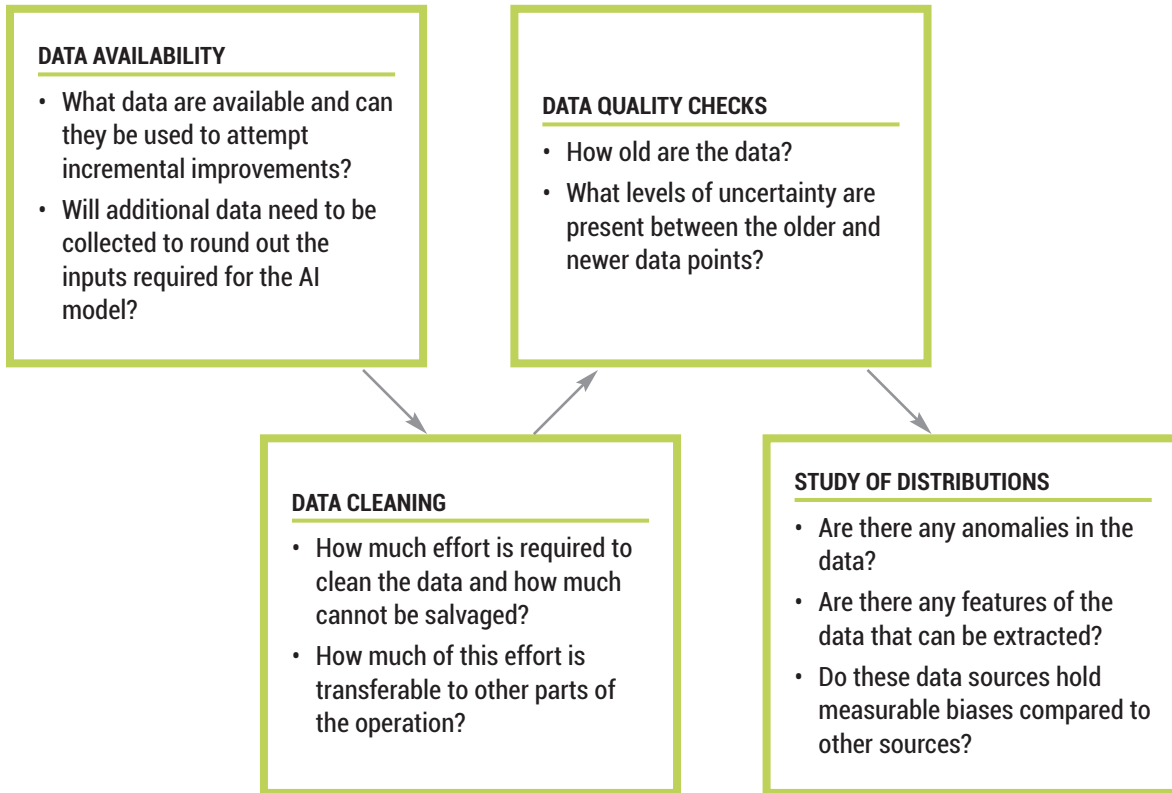 DATA AVAILABILITY
• What data are available and can
they be used to attempt
incremental improvements?
• Will additional data need to be
collected to round out the
inputs required for the AI
model?
DATA CLEANING
• How much effort is required to
clean the data and how much
cannot be salvaged?
• How much of this effort is
transferable to other parts of
the operation?
DATA QUALITY CHECKS
• How old are the data?
• What levels of uncertainty are
present between the older and
newer data points?
STUDY OF DISTRIBUTIONS
• Are there any anomalies in the
data?
• Are there any features of the
data that can be extracted?
• Do these data sources hold
measurable biases compared to
other sources?